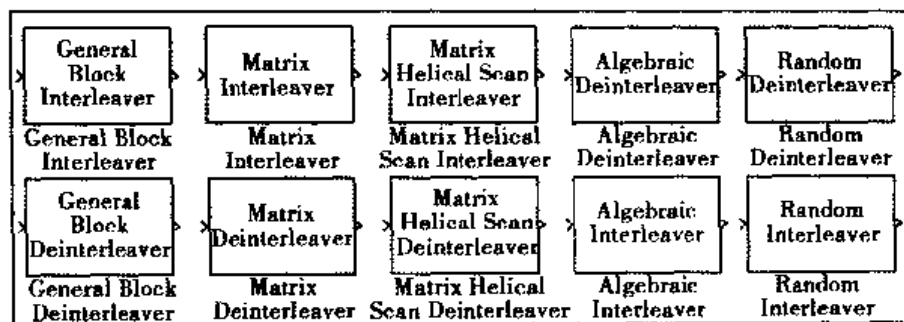 General
Block
Interleaver
General Block
Interleaver
Matrix
Interleaver
Matrix
Interleaver
Matrix
Helical Scan
Interleaver
Matrix Helical
Scan Interleaver
Algebraic
Deinterleaver
Algebraic
Deinterleaver
Random
Deinterleaver
Random
Deinterleaver
General
Block
Deinterleaver
General Block
Deinterleaver
Matrix
Deinterleaver
Matrix
Deinterleaver
Matrix
Helical Scan
Deinterleaver
Matrix Helical
Scan Deinterleaver
Algebraic
Interleaver
Algebraic
Interleaver
Random
Interleaver
Random
Interleaver